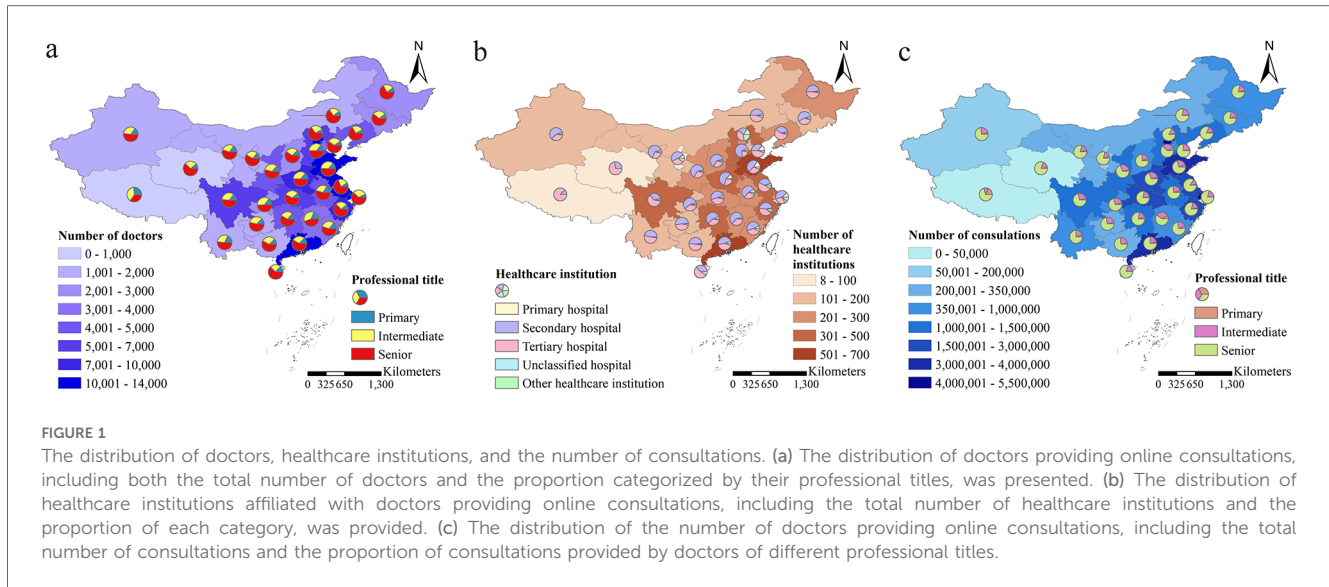 a
N
Number of doctors
0 - 1,000
1,001 - 2,000
2,001 - 3,000
3,001 - 4,000
4,001 - 5,000
5,001 - 7,000
7,001 - 10,000
10,001 - 14,000
Professional title
Primary
Intermediate
Senior
Kilometers
0 325650 1,300
b
N
Healthcare institution
Primary hospital
Secondary hospital
Tertiary hospital
Unclassified hospital
Other healthcare institution
Number of
healthcare
institutions
8 - 100
101 - 200
201 - 300
301 - 500
501 - 700
Kilometers
0 325650 1,300
c
N
Number of consulations
0 - 50,000
50,001 - 200,000
200,001 - 350,000
350,001 - 1,000,000
1,000,001 - 1,500,000
1,500,001 - 3,000,000
3,000,001 - 4,000,000
4,000,001 - 5,500,000
Professional title
Primary
Intermediate
Senior
Kilometers
0 325650 1,300
FIGURE 1
The distribution of doctors, healthcare institutions, and the number of consultations. (a) The distribution of doctors providing online consultations,
including both the total number of doctors and the proportion categorized by their professional titles, was presented. (b) The distribution of
healthcare institutions affiliated with doctors providing online consultations, including the total number of healthcare institutions and the
proportion of each category, was provided. (c) The distribution of the number of doctors providing online consultations, including the total
number of consultations and the proportion of consultations provided by doctors of different professional titles.